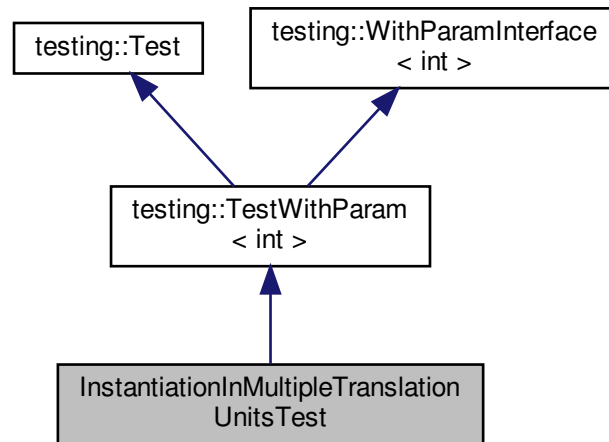 testing::Test
testing::WithParamInterface
< int >
testing::TestWithParam
< int >
InstantiationInMultipleTranslation
UnitsTest